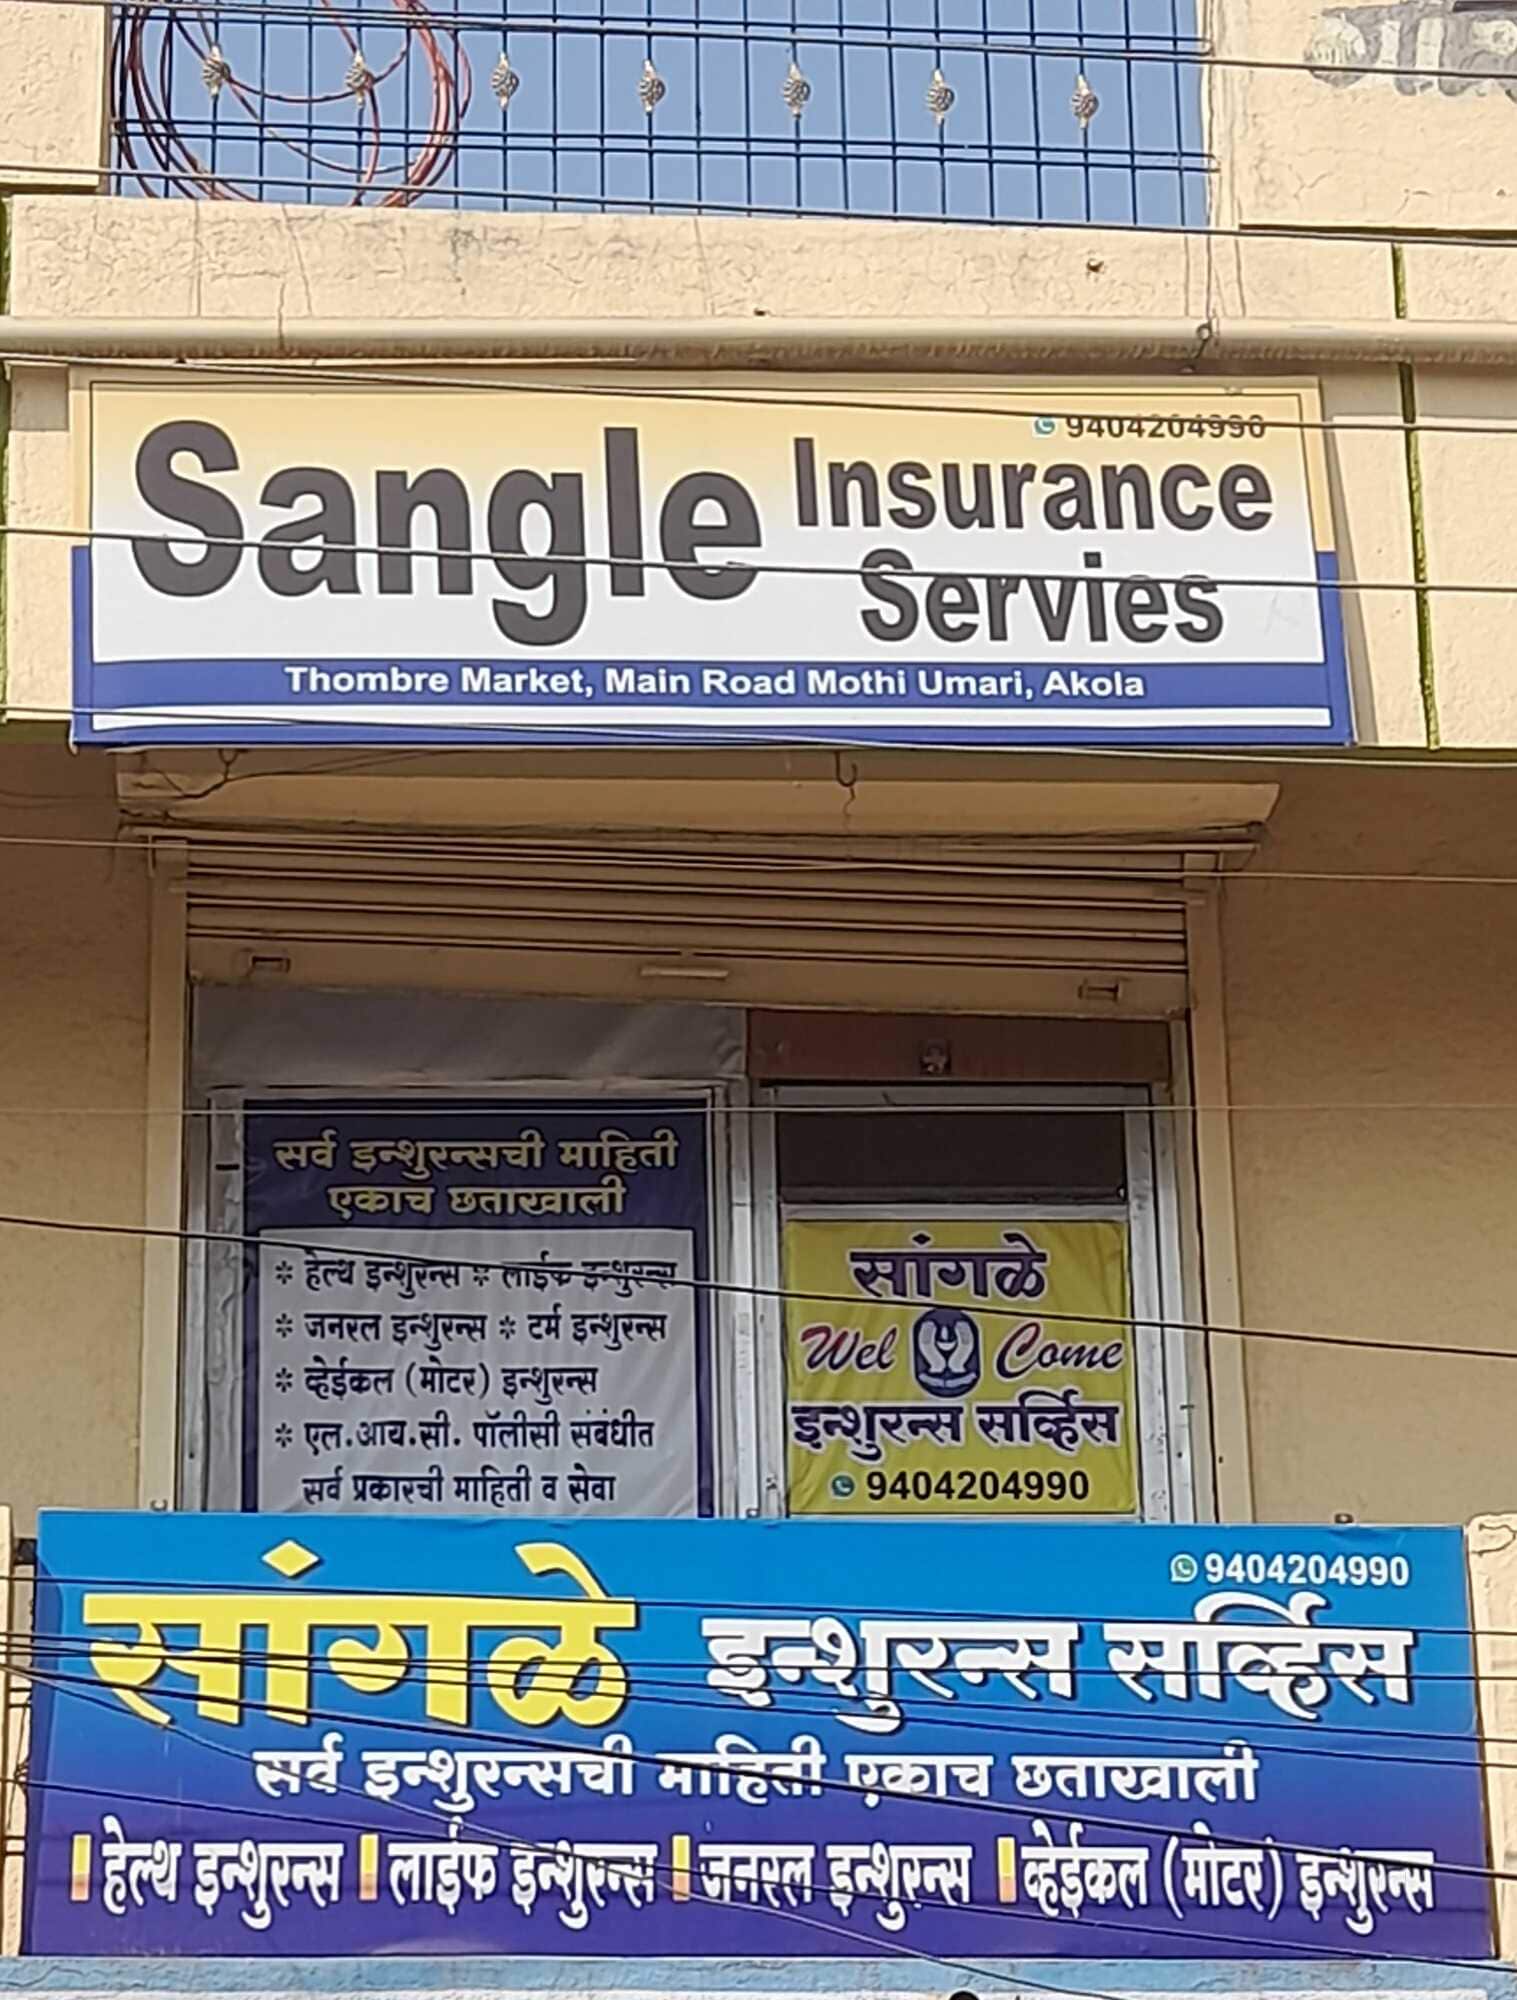 9404204990
Sangle Insurance
Servies
Thombre Market, Main Road Mothi Umari, Akola
सर्व इन्शुरन्सची माहिती
एकाच छताखाली
* हेल्थ इन्शुरन्स * लाईफ इन्शुरन्स
* जनरल इन्शुरन्स * टर्म इन्शुरन्स
* व्हेईकल (मोटर) इन्शुरन्स
* एल.आय.सी. पॉलीसी संबंधीत
सर्व प्रकारची माहिती व सेवा
सांगळे
Wel Come
इन्शुरन्स सर्व्हिस
9404204990
9404204990
सांगळे इन्शुरन्स सर्व्हिस
सर्व इन्शुरन्सची माहिती एकाच छताखाली
हेल्थ इन्शुरन्स लाईफ इन्शुरन्स जनरल इन्शुरन्स व्हेईकल (मोटर) इन्शुरन्स